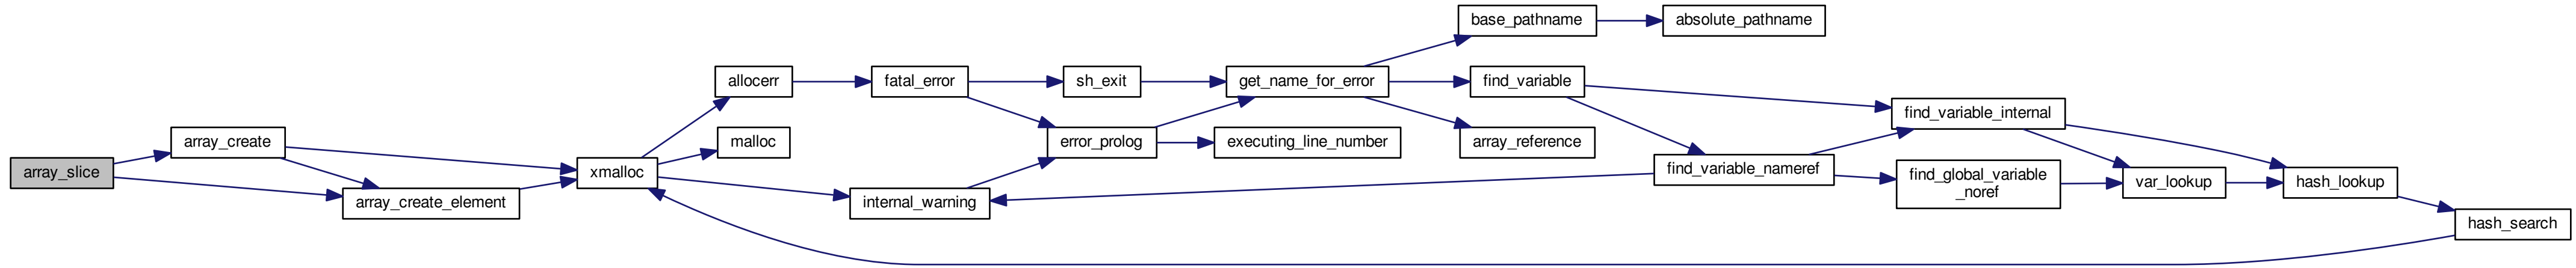 array_slice
array_create
array_create_element
xmalloc
allocerr
malloc
internal_warning
fatal_error
sh_exit
error_prolog
get_name_for_error
executing_line_number
base_pathname
find_variable
array_reference
absolute_pathname
find_variable_nameref
find_variable_internal
find_global_variable
_noref
var_lookup
hash_lookup
hash_search